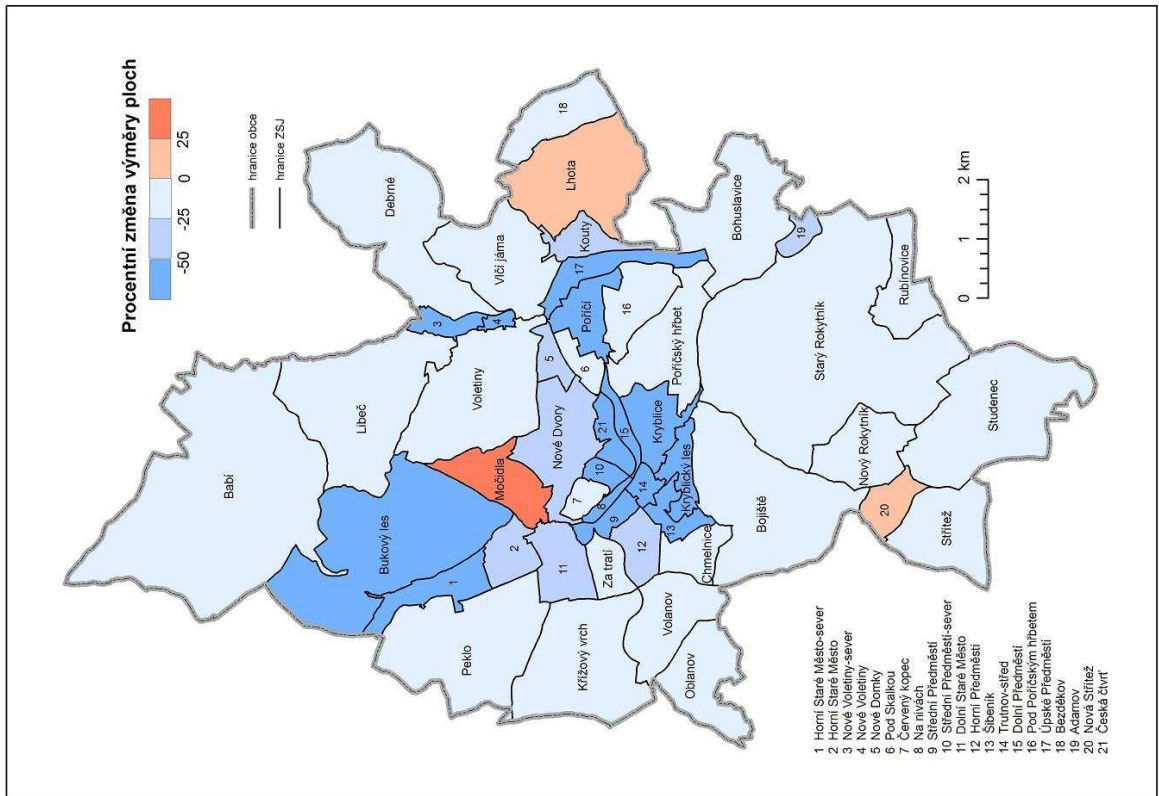 Procentní změna výměry ploch
-50 -25 0 25
hranice obce
hranice ZSJ
Babí
Debrné
18
Lhota
Libeč
Vlčí jáma
Kouty
3
4
17
Bohuslavice
19
Bukový les
Voletiny
5
Poříčí
16
6
Rubínovice
Močidla
Nové Dvory
Poříčský hřbet
Starý Rokytník
21
15
Kryblice
10
7
8
14
Kryblický les
Nový Rokytník
Studenec
1
2
9
13
Bojiště
20
11
Za tratí
12
Chmelnice
Střítež
Peklo
Křížový vrch
Volanov
Oblanov
0 1 2 km
1 Horní Staré Město-sever
2 Horní Staré Město
3 Nové Voletiny-sever
4 Nové Voletiny
5 Nové Domky
6 Pod Skalkou
7 Červený kopec
8 Na nivách
9 Střední Předměstí
10 Střední Předměstí-sever
11 Dolní Staré Město
12 Horní Předměstí
13 Šibeník
14 Trutnov-střed
15 Dolní Předměstí
16 Pod Poříčským hřbetem
17 Úpské Předměstí
18 Bezděkov
19 Adamov
20 Nová Střítež
21 Česká čtvrť